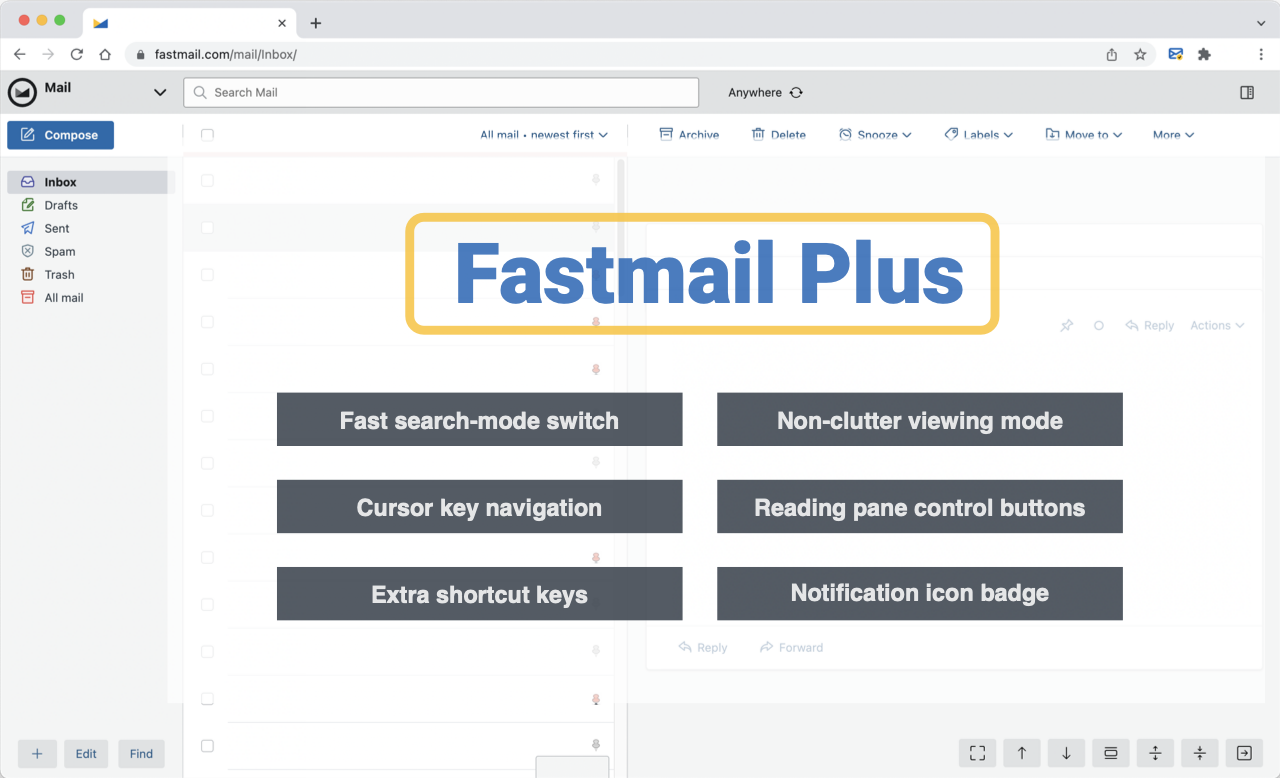 fastmail.com/mail/Inbox/
Mail
Search Mail
Anywhere
Compose
All mail • newest first
Archive
Delete
Snooze
Labels
Move to
More
Inbox
Drafts
Sent
Spam
Trash
All mail
Fastmail Plus
Reply
Actions
Fast search-mode switch
Non-clutter viewing mode
Cursor key navigation
Reading pane control buttons
Extra shortcut keys
Notification icon badge
Reply
Forward
Edit
Find